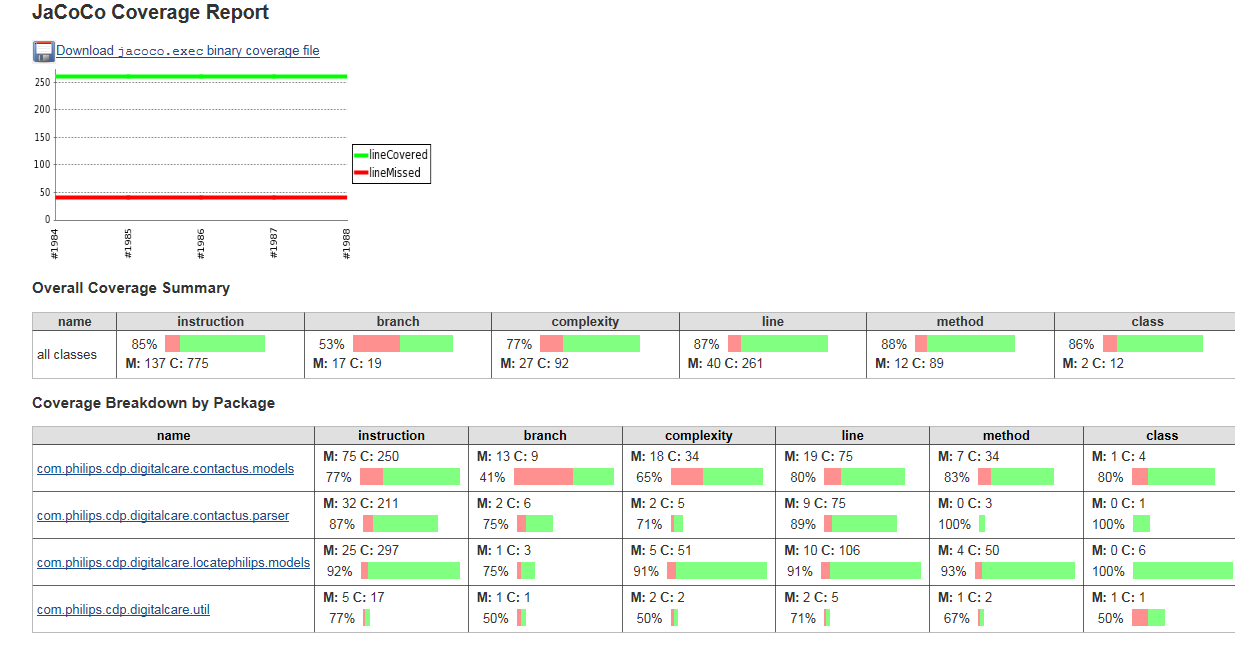 JaCoCo Coverage Report
Download jacoco.exec binary coverage file
250
200
150
100
50
0
#1984
#1985
#1986
#1987
#1988
lineCovered
lineMissed
Overall Coverage Summary
name instruction branch complexity line method class
all classes
85% 53% 77% 87% 88% 86%
M: 137 C: 775 M: 17 C: 19 M: 27 C: 92 M: 40 C: 261 M: 12 C: 89 M: 2 C: 12
Coverage Breakdown by Package
name instruction branch complexity line method class
com.philips.cdp.digitalcare.contactus.models
M: 75 C: 250 M: 13 C: 9 M: 18 C: 34 M: 19 C: 75 M: 7 C: 34 M: 1 C: 4
77% 41% 65% 80% 83% 80%
com.philips.cdp.digitalcare.contactus.parser
M: 32 C: 211 M: 2 C: 6 M: 2 C: 5 M: 9 C: 75 M: 0 C: 3 M: 0 C: 1
87% 75% 71% 89% 100% 100%
com.philips.cdp.digitalcare.locatephilips.models
M: 25 C: 297 M: 1 C: 3 M: 5 C: 51 M: 10 C: 106 M: 4 C: 50 M: 0 C: 6
92% 75% 91% 91% 93% 100%
com.philips.cdp.digitalcare.util
M: 5 C: 17 M: 1 C: 1 M: 2 C: 2 M: 2 C: 5 M: 1 C: 2 M: 1 C: 1
77% 50% 50% 71% 67% 50%